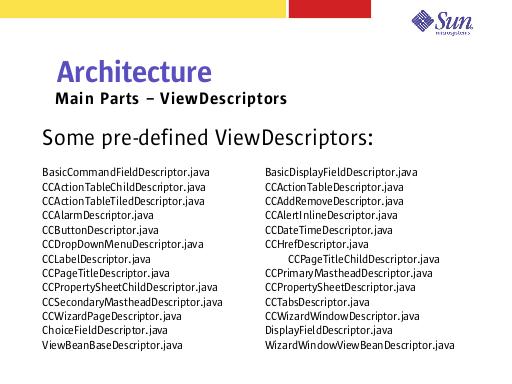 Sun
microsystems
Architecture
Main Parts – ViewDescriptors
Some pre-defined ViewDescriptors:
BasicCommandFieldDescriptor.java
CCActionTableChildDescriptor.java
CCActionTableTiledDescriptor.java
CCAlarmDescriptor.java
CCButtonDescriptor.java
CCDropDownMenuDescriptor.java
CCLabelDescriptor.java
CCPageTitleDescriptor.java
CCPropertySheetChildDescriptor.java
CCSecondaryMastheadDescriptor.java
CCWizardPageDescriptor.java
ChoiceFieldDescriptor.java
ViewBeanBaseDescriptor.java
BasicDisplayFieldDescriptor.java
CCActionTableDescriptor.java
CCAddRemoveDescriptor.java
CCAlertInlineDescriptor.java
CCDateTimeDescriptor.java
CCHrefDescriptor.java
CCPageTitleChildDescriptor.java
CCPrimaryMastheadDescriptor.java
CCPropertySheetDescriptor.java
CCTabsDescriptor.java
CCWizardWindowDescriptor.java
DisplayFieldDescriptor.java
WizardWindowViewBeanDescriptor.java